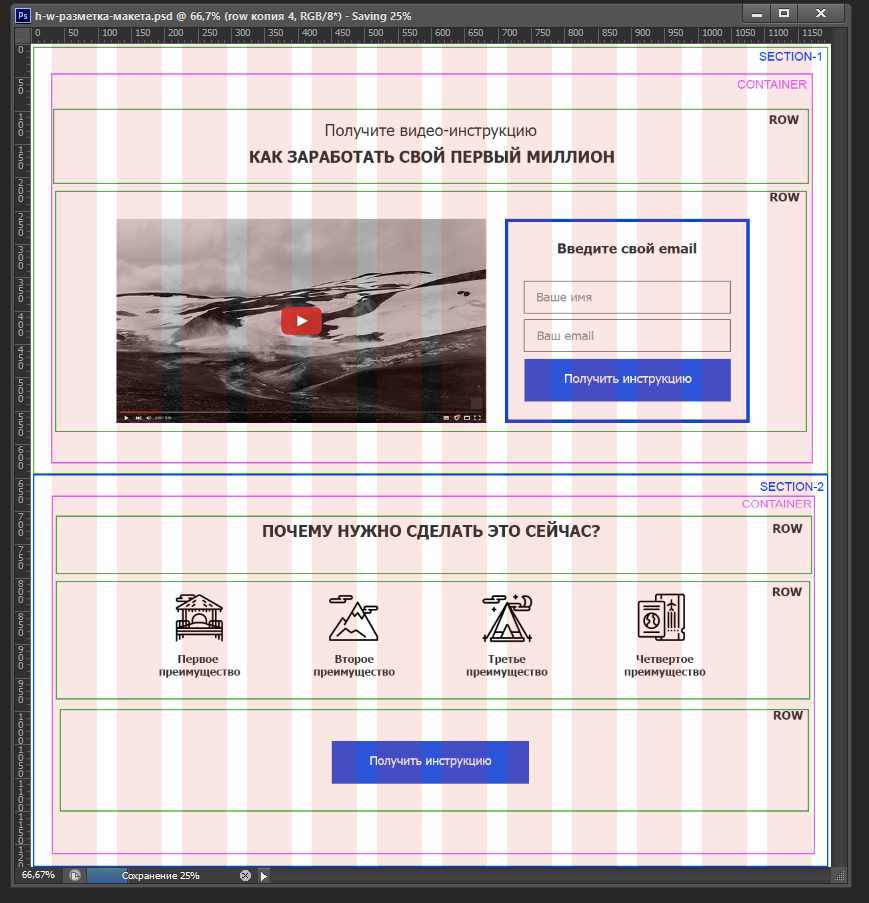 Ps h-w-разметка-макета.psd @ 66,7% (row копия 4, RGB/8*) - Saving 25%
0 50 100 150 200 250 300 350 400 450 500 550 600 650 700 750 800 850 900 950 1000 1050 1100 1150
SECTION-1
CONTAINER
ROW
Получите видео-инструкцию
КАК ЗАРАБОТАТЬ СВОЙ ПЕРВЫЙ МИЛЛИОН
ROW
Введите свой email
Ваше имя
Ваш email
Получить инструкцию
SECTION-2
CONTAINER
ROW
ПОЧЕМУ НУЖНО СДЕЛАТЬ ЭТО СЕЙЧАС?
ROW
Первое Второе Третье Четвертое
преимущество преимущество преимущество преимущество
ROW
Получить инструкцию
66,67% Сохранение 25%